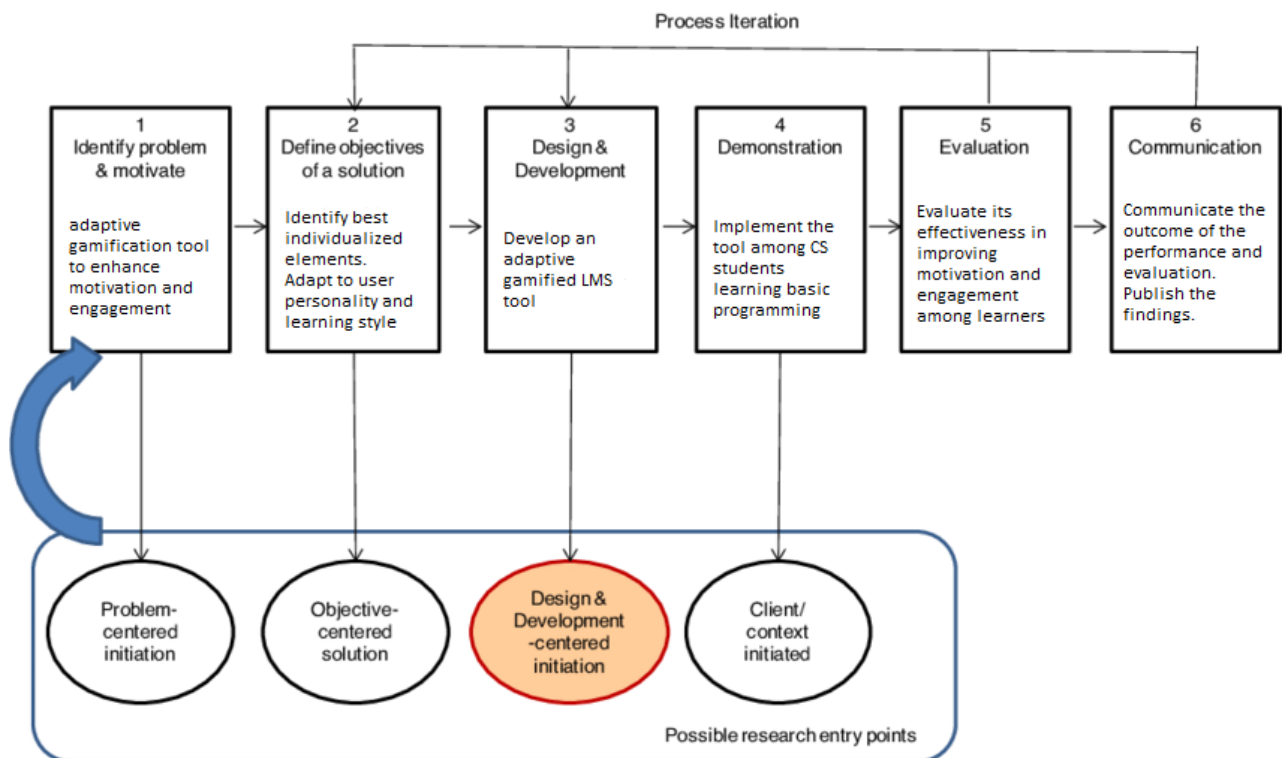 Process Iteration
1
Identify problem
& motivate
adaptive
gamification tool
to enhance
motivation and
engagement
2
Define objectives
of a solution
Identify best
individualized
elements.
Adapt to user
personality and
learning style
3
Design &
Development
Develop an
adaptive
gamified LMS
tool
4
Demonstration
Implement the
tool among CS
students
learning basic
programming
5
Evaluation
Evaluate its
effectiveness in
improving
motivation and
engagement
among learners
6
Communication
Communicate the
outcome of the
performance and
evaluation.
Publish the
findings.
Problem-
centered
initiation
Objective-
centered
solution
Design &
Development
-centered
initiation
Client/
context
initiated
Possible research entry points